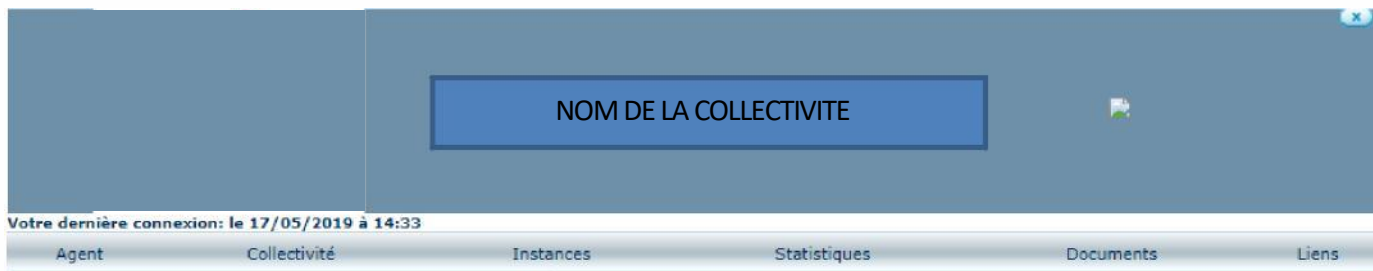 NOM DE LA COLLECTIVITE
Votre dernière connexion: le 17/05/2019 à 14:33
Agent Collectivité Instances Statistiques Documents Liens